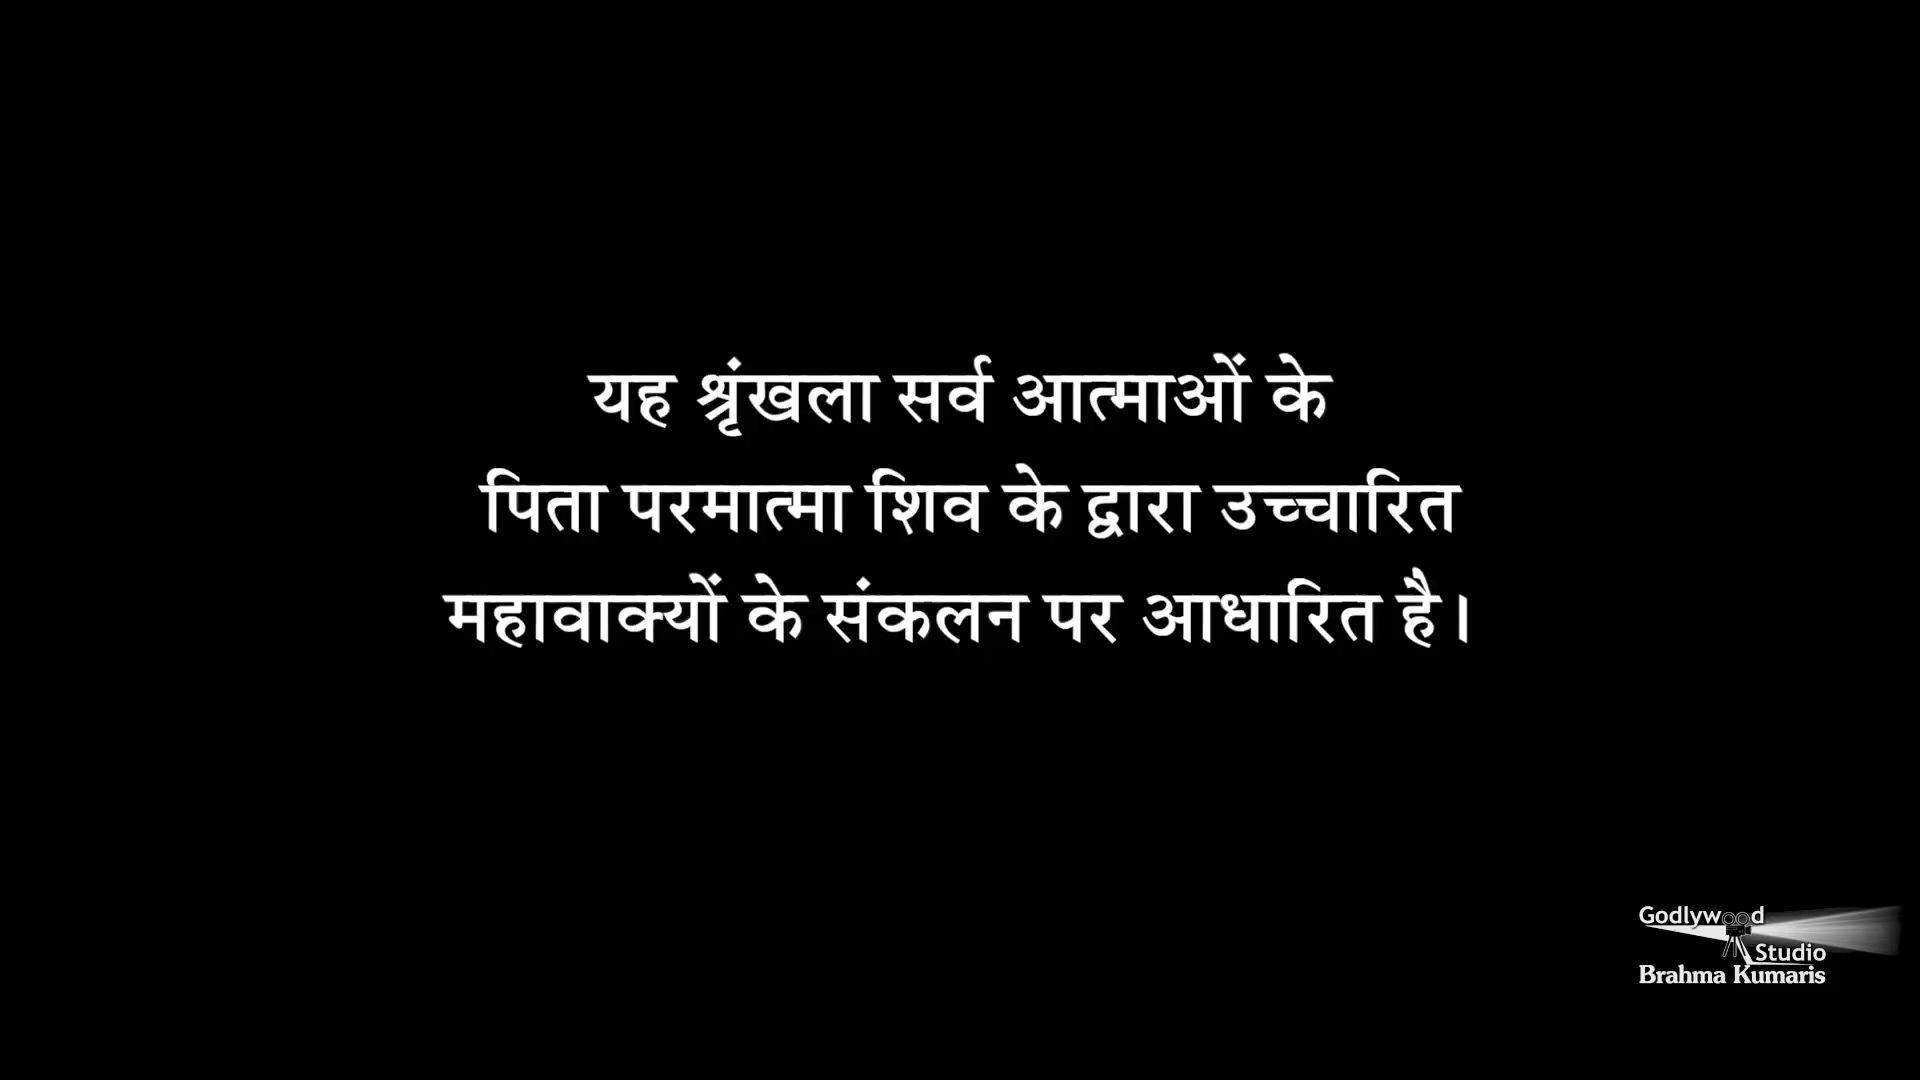 यह श्रृंखला सर्व आत्माओं के
पिता परमात्मा शिव के द्वारा उच्चारित
महावाक्यों के संकलन पर आधारित है।
Godlywood
Studio
Brahma Kumaris